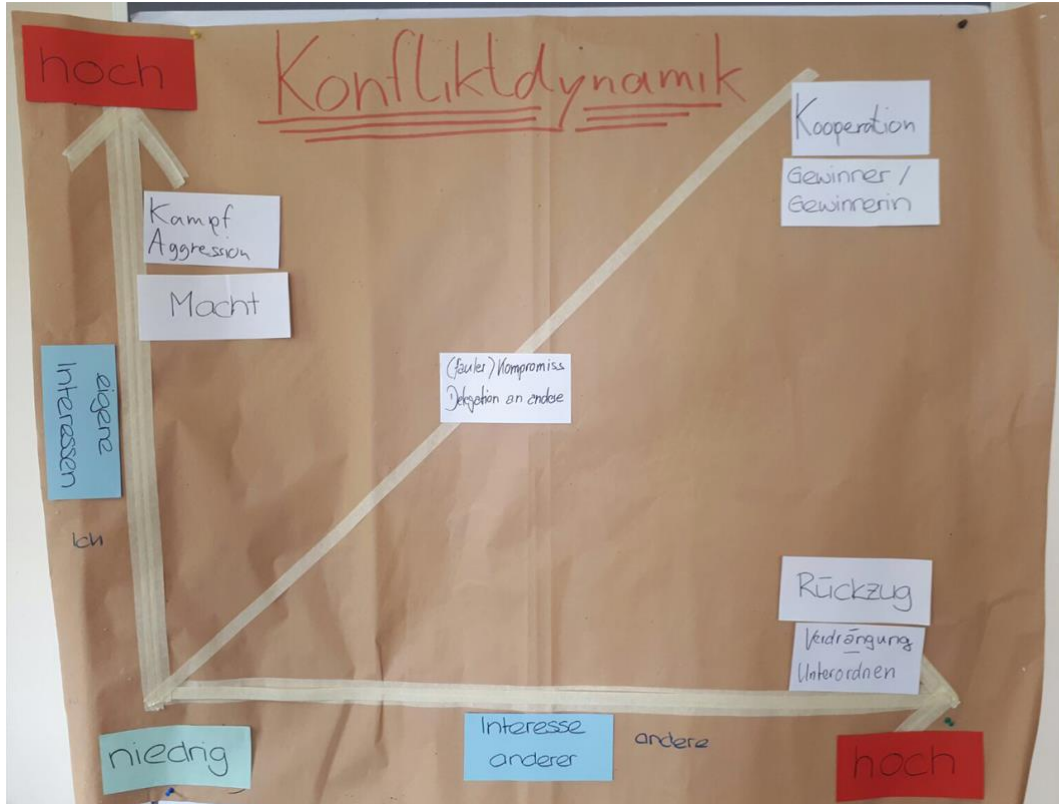 hoch
Konfliktdynamik
Kooperation
Gewinner /
Gewinnerin
Kampf
Aggression
Macht
eigene
Interessen
(fauler) Kompromiss
Delegation an andere
Ich
Rückzug
Verdrängung
Unterordnen
niedrig
Interesse
anderer
andere
hoch